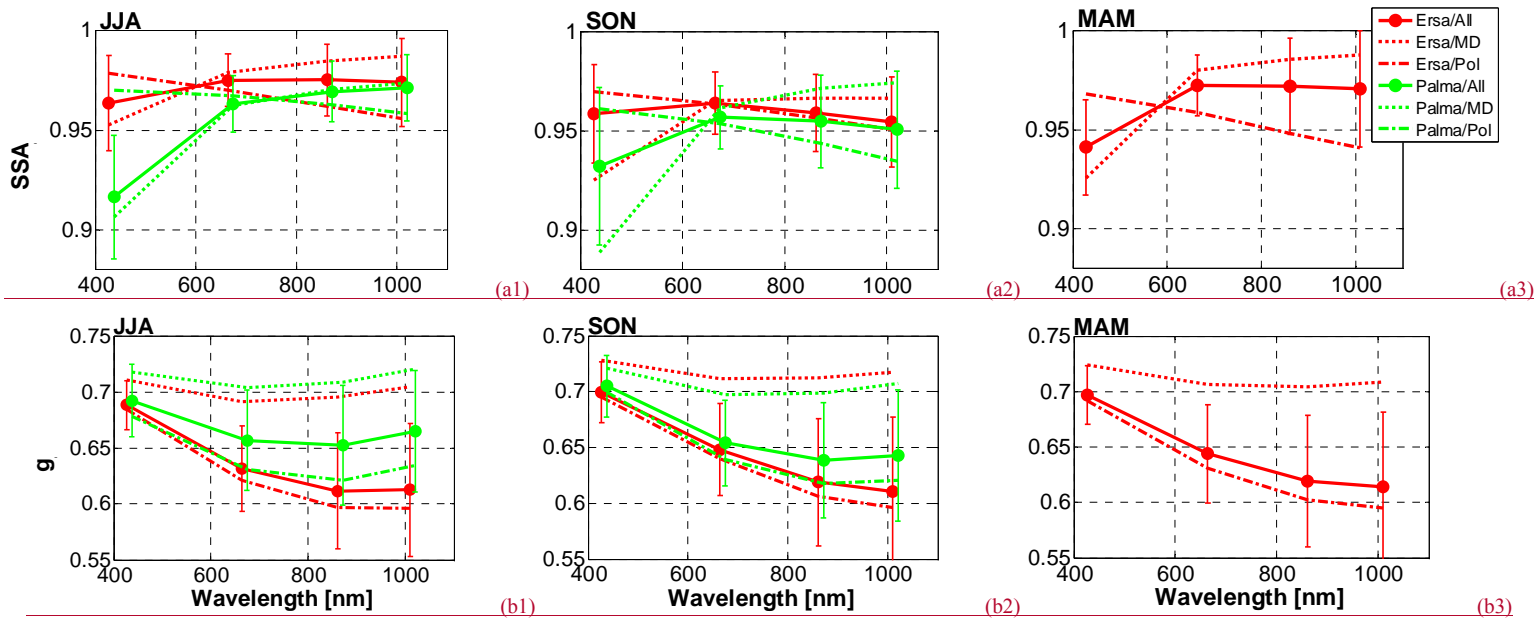 JJA
SON
MAM
Ersa/All
Ersa/MD
Ersa/Pol
Palma/All
Palma/MD
Palma/Pol
SSA
1
0.95
0.9
400 600 800 1000
(a1)
1
0.95
0.9
400 600 800 1000
(a2)
1
0.95
0.9
400 600 800 1000
(a3)
JJA
SON
MAM
g
0.75
0.7
0.65
0.6
0.55
400 600 800 1000
Wavelength [nm]
(b1)
0.75
0.7
0.65
0.6
0.55
400 600 800 1000
Wavelength [nm]
(b2)
0.75
0.7
0.65
0.6
0.55
400 600 800 1000
Wavelength [nm]
(b3)